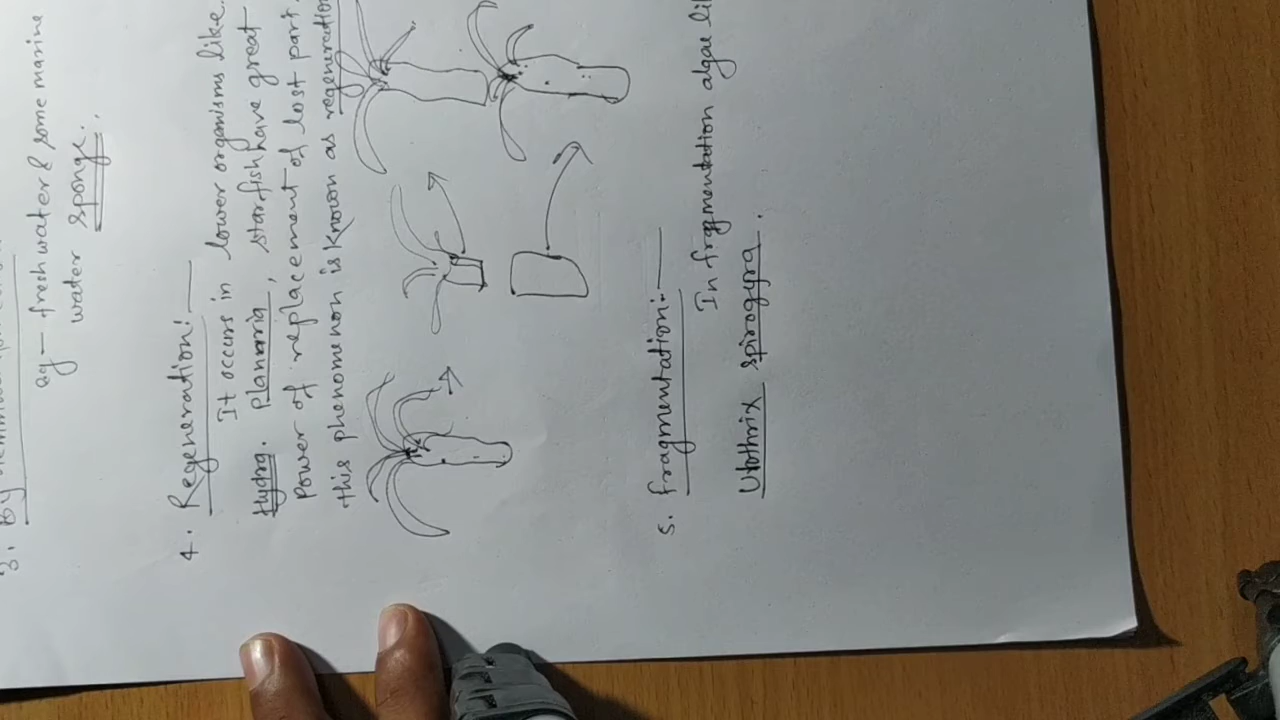 3. By
eg — fresh water & some marine
water sponge.
4. Regeneration:—
It occurs in lower organisms like.
Hydra. planaria, starfish have great
Power of replacement of lost part.
this phenomenon is known as regeneration
5. fragmentation:—
In fragmentation algae li
Ulothrix spirogyra.